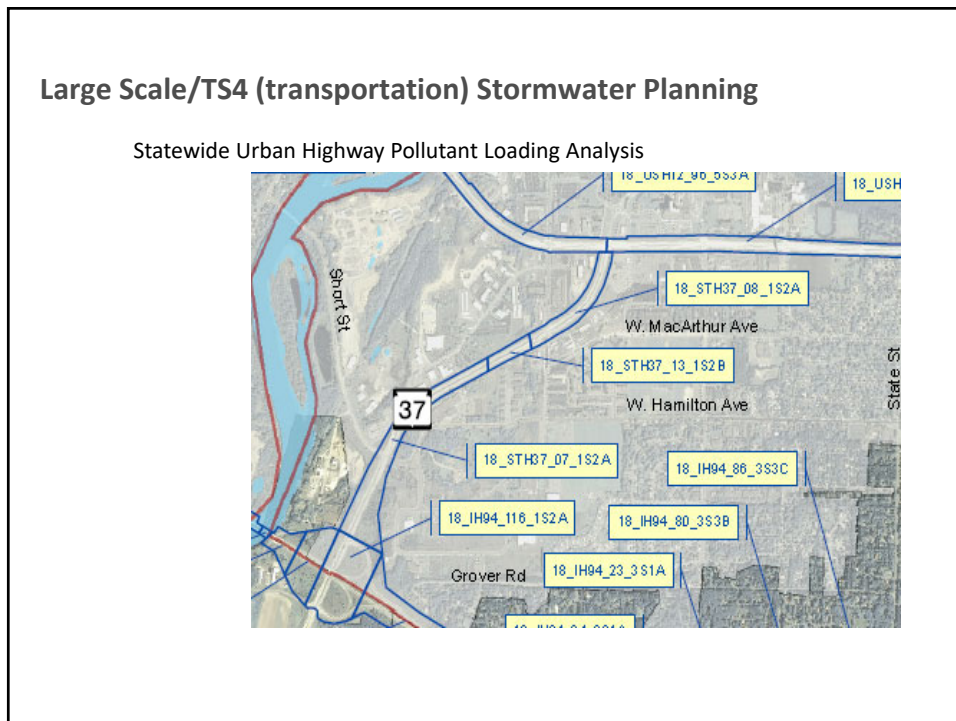 Large Scale/TS4 (transportation) Stormwater Planning
Statewide Urban Highway Pollutant Loading Analysis
18_USH12_96_5S3A
18_USH
Short St
18_STH37_08_1S2A
W. MacArthur Ave
18_STH37_13_1S2B
State St
37
W. Hamilton Ave
18_STH37_07_1S2A
18_IH94_86_3S3C
18_IH94_116_1S2A
18_IH94_80_3S3B
Grover Rd
18_IH94_23_3S1A